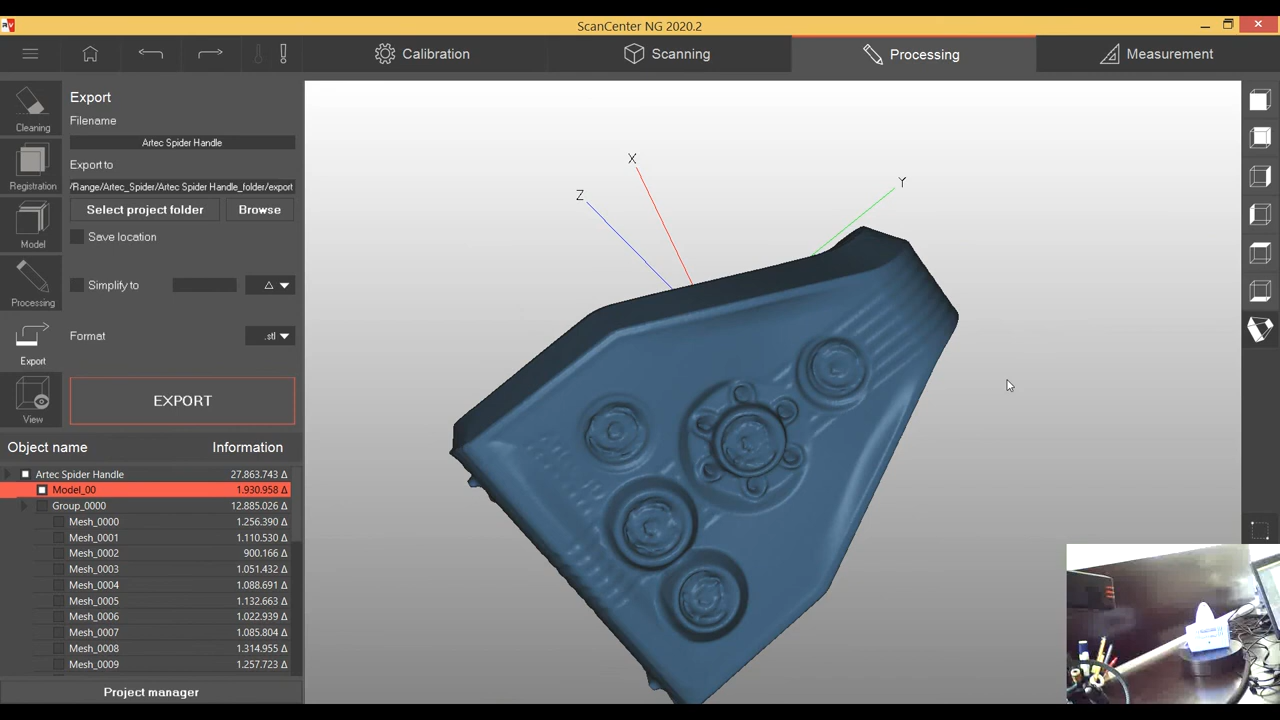 ScanCenter NG 2020.2
Calibration
Scanning
Processing
Measurement
Cleaning
Registration
Model
Processing
Export
View
Export
Filename
Artec Spider Handle
Export to
/Range/Artec_Spider/Artec Spider Handle_folder/export
Select project folder
Browse
Save location
Simplify to
Δ
Format
.stl
EXPORT
Object name Information
Artec Spider Handle 27.863.743 Δ
Model_00 1.930.958 Δ
Group_0000 12.885.026 Δ
Mesh_0000 1.256.390 Δ
Mesh_0001 1.110.530 Δ
Mesh_0002 900.166 Δ
Mesh_0003 1.051.432 Δ
Mesh_0004 1.088.691 Δ
Mesh_0005 1.132.663 Δ
Mesh_0006 1.022.939 Δ
Mesh_0007 1.085.804 Δ
Mesh_0008 1.314.955 Δ
Mesh_0009 1.257.723 Δ
Project manager
X
Y
Z